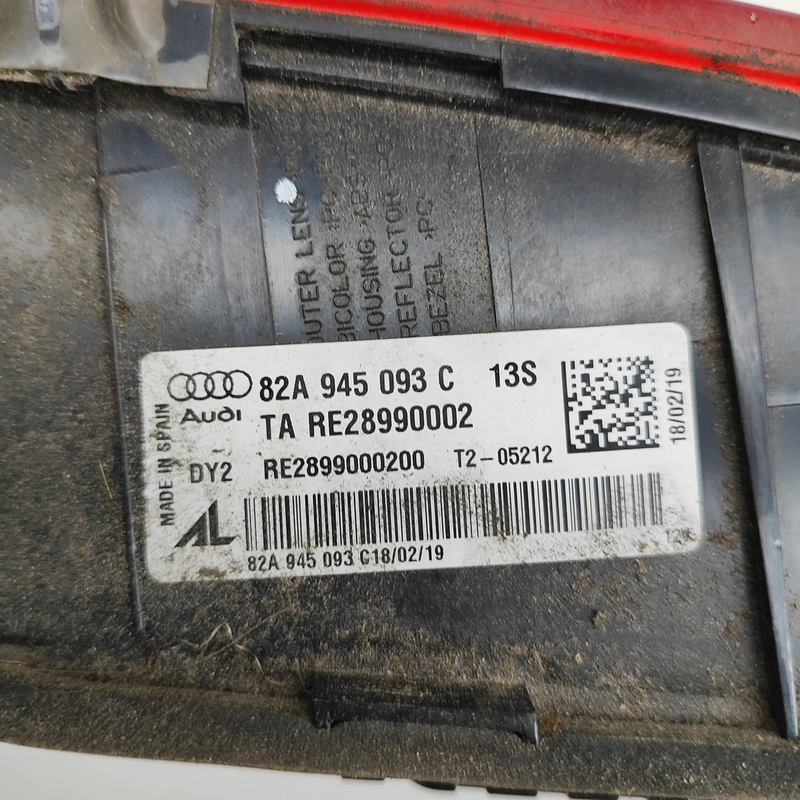 OUTER LENS
BICOLOR >P
HOUSING >ABS
REFLECTOR >PC
BEZEL >PC
MADE IN SPAIN
Audi
82A 945 093 C 13S
TA RE28990002
DY2 RE2899000200 T2-05212
18/02/19
AL
82A 945 093 C18/02/19